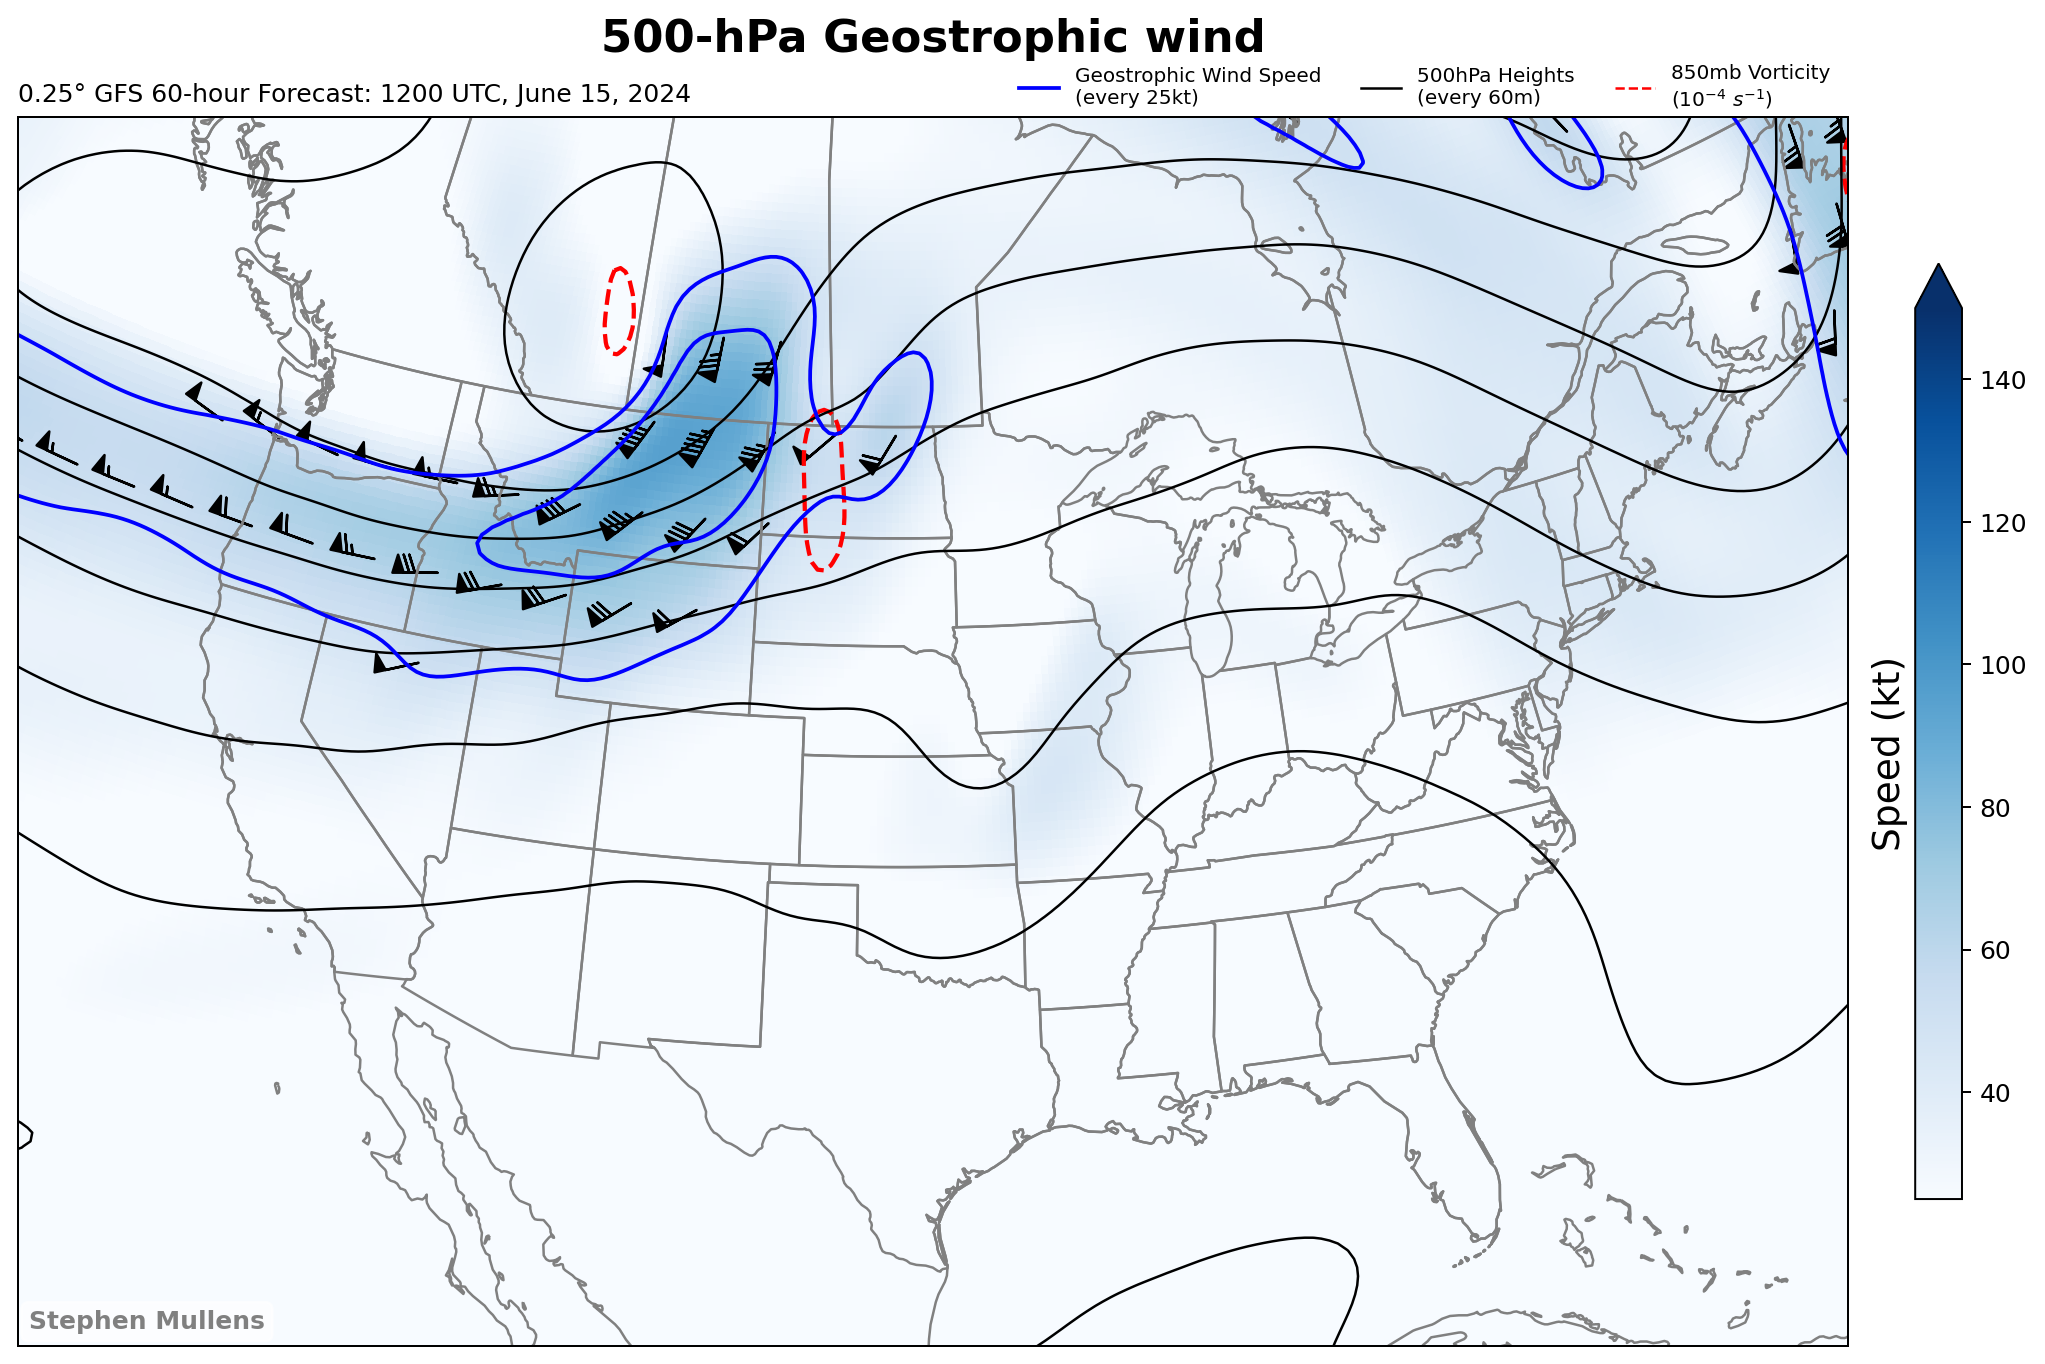 500-hPa Geostrophic wind
0.25° GFS 60-hour Forecast: 1200 UTC, June 15, 2024
Geostrophic Wind Speed
(every 25kt)
500hPa Heights
(every 60m)
850mb Vorticity
(10⁻⁴ s⁻¹)
140
120
100
80
60
40
Speed (kt)
Stephen Mullens